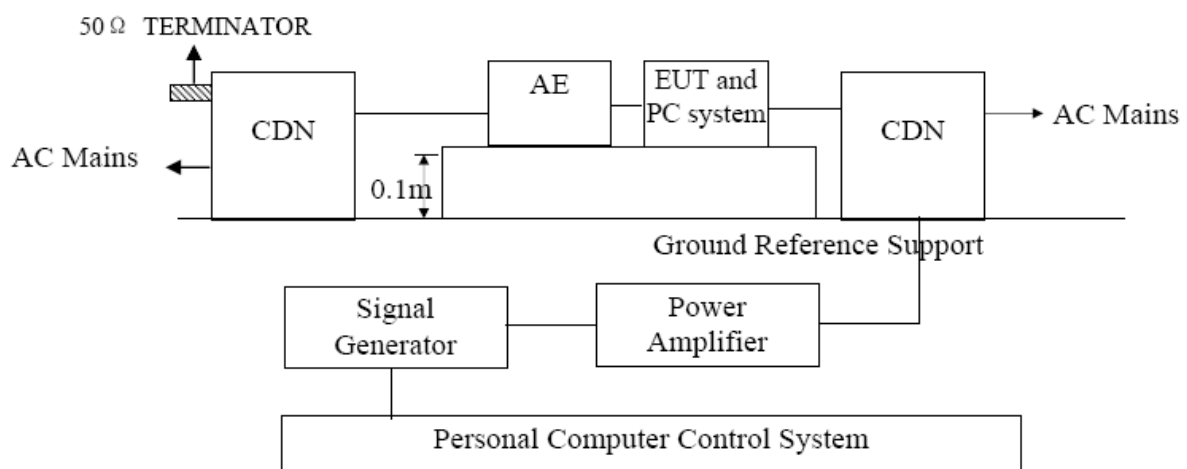 50Ω TERMINATOR
AE
EUT and
PC system
CDN
CDN
AC Mains
AC Mains
0.1m
Ground Reference Support
Signal
Generator
Power
Amplifier
Personal Computer Control System